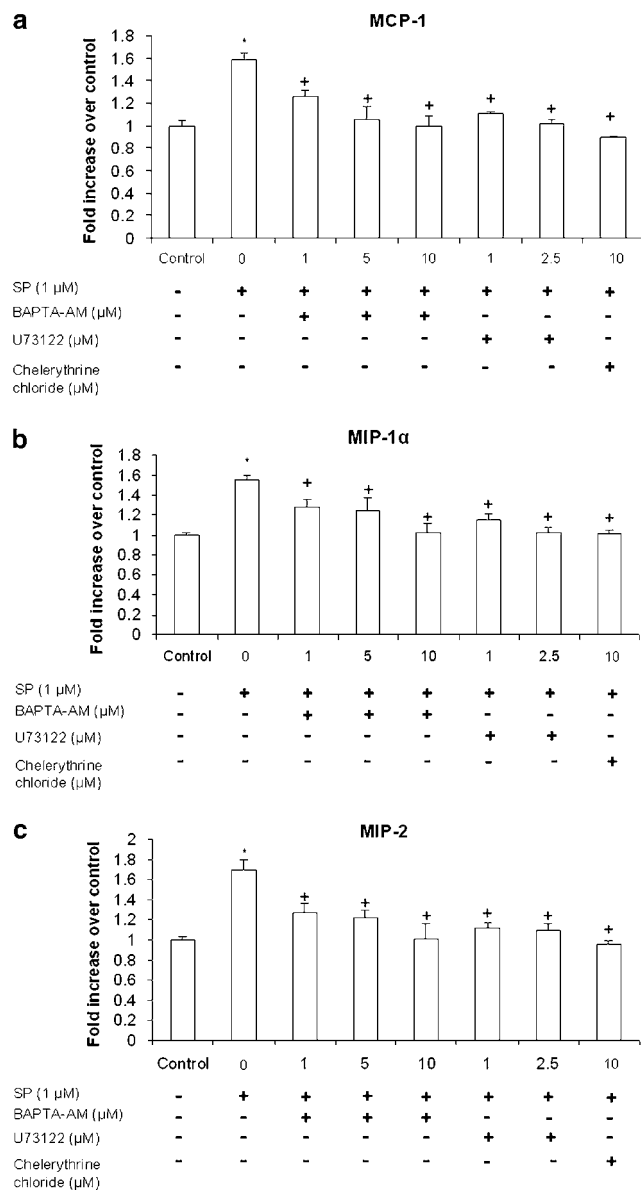 a
MCP-1
Fold increase over control
1.8
1.6
1.4
1.2
1
0.8
0.6
0.4
0.2
0
* + + + + + +
Control 0 1 5 10 1 2.5 10
SP (1 µM) - + + + + + + +
BAPTA-AM (µM) - - + + + - - -
U73122 (µM) - - - - - + + -
Chelerythrine - - - - - - - +
chloride (µM)
b
MIP-1α
Fold increase over control
1.8
1.6
1.4
1.2
1
0.8
0.6
0.4
0.2
0
* + + + + + +
Control 0 1 5 10 1 2.5 10
SP (1 µM) - + + + + + + +
BAPTA-AM (µM) - - + + + - - -
U73122 (µM) - - - - - + + -
Chelerythrine - - - - - - - +
chloride (µM)
c
MIP-2
Fold increase over control
2
1.8
1.6
1.4
1.2
1
0.8
0.6
0.4
0.2
0
* + + + + + +
Control 0 1 5 10 1 2.5 10
SP (1 µM) - + + + + + + +
BAPTA-AM (µM) - - + + + - - -
U73122 (µM) - - - - - + + -
Chelerythrine - - - - - - - +
chloride (µM)